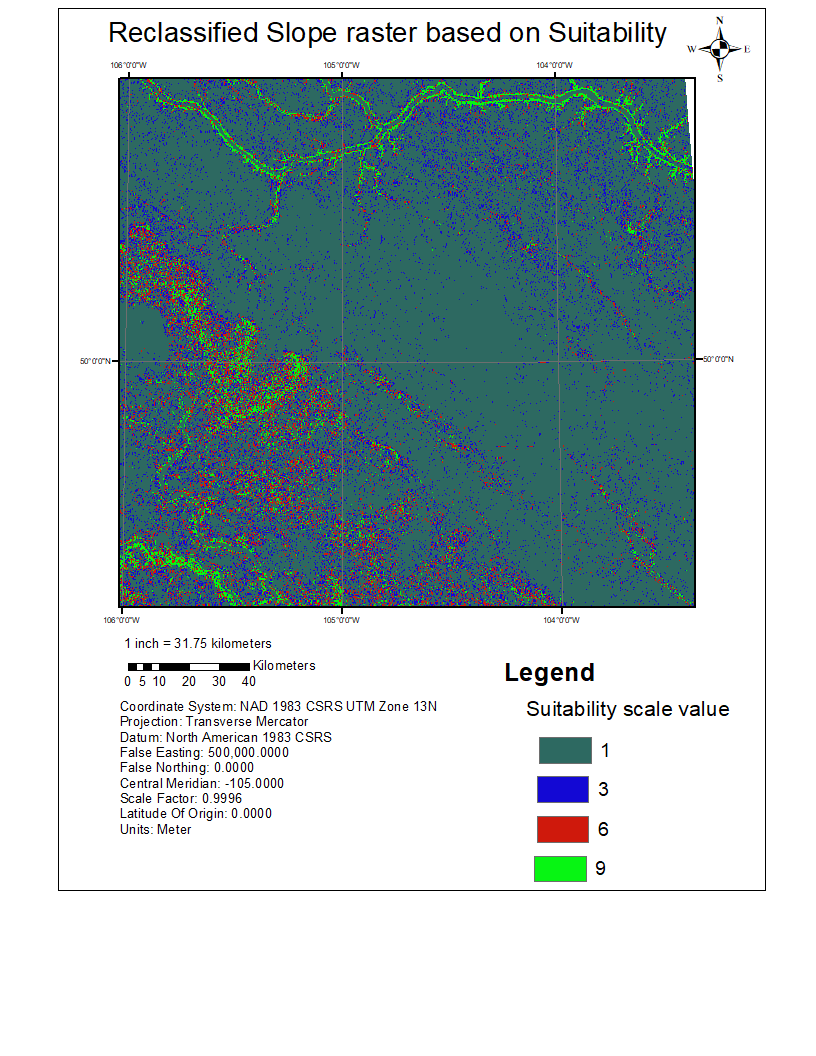 Reclassified Slope raster based on Suitability
N
W E
S
106°0'0"W 105°0'0"W 104°0'0"W
50°0'0"N 50°0'0"N
106°0'0"W 105°0'0"W 104°0'0"W
1 inch = 31.75 kilometers
Kilometers
0 5 10 20 30 40
Coordinate System: NAD 1983 CSRS UTM Zone 13N
Projection: Transverse Mercator
Datum: North American 1983 CSRS
False Easting: 500,000.0000
False Northing: 0.0000
Central Meridian: -105.0000
Scale Factor: 0.9996
Latitude Of Origin: 0.0000
Units: Meter
Legend
Suitability scale value
1
3
6
9